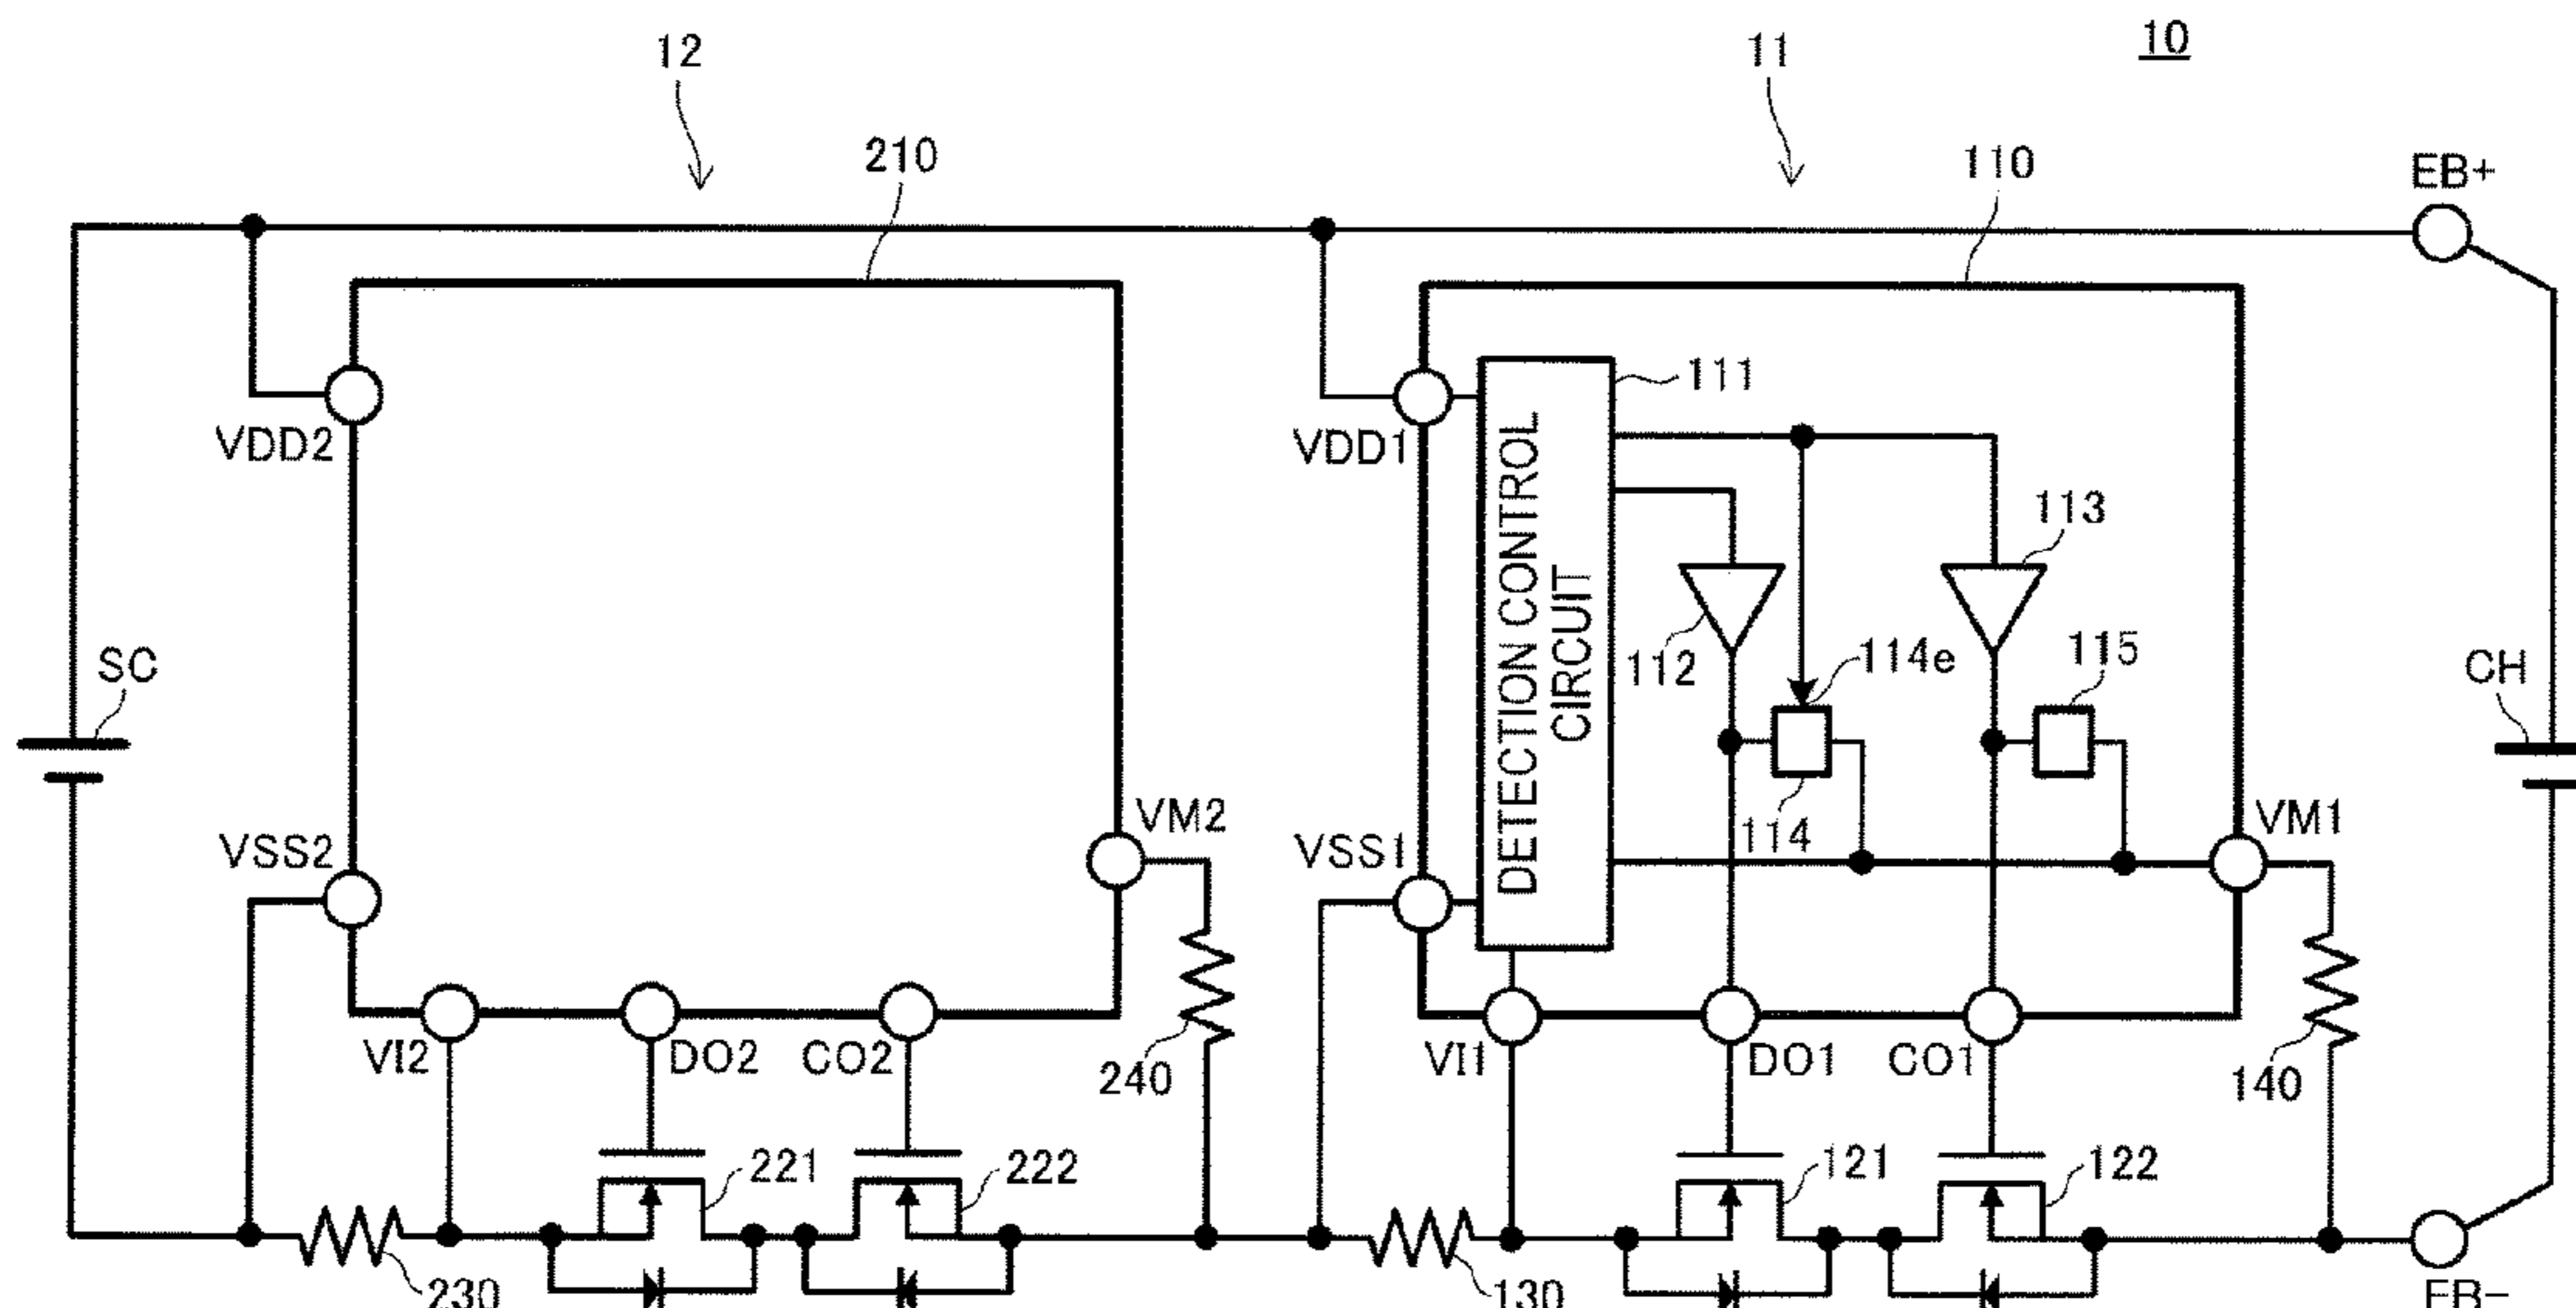 10
12
11
210
110
EB+
VDD2
VDD1
111
113
DETECTION CONTROL
CIRCUIT
112
114e
115
114
SC
CH
VSS2
VM2
VSS1
VM1
VI2
DO2
CO2
240
VI1
DO1
CO1
140
221
222
121
122
230
130
EB-